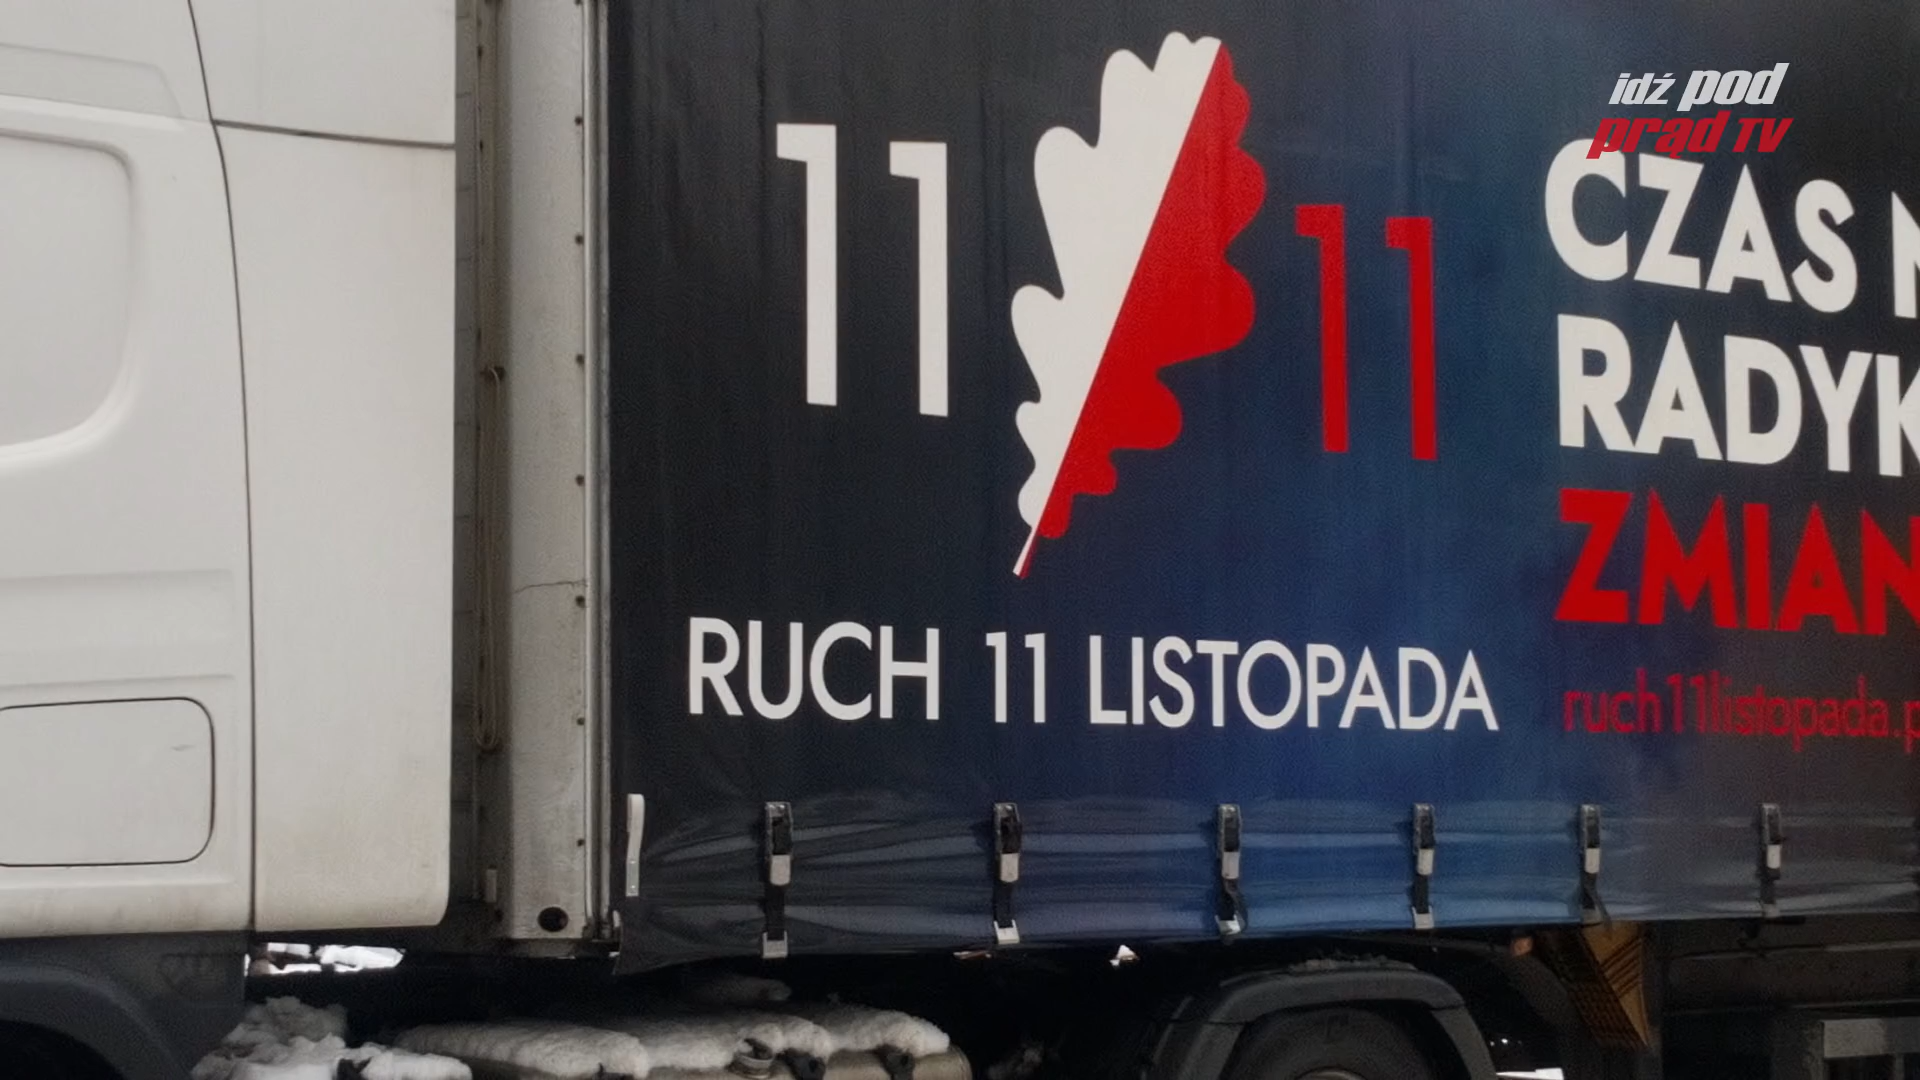 idź pod
prąd TV
11 11
CZAS
RADYK
ZMIAN
RUCH 11 LISTOPADA
ruch11listopada.p